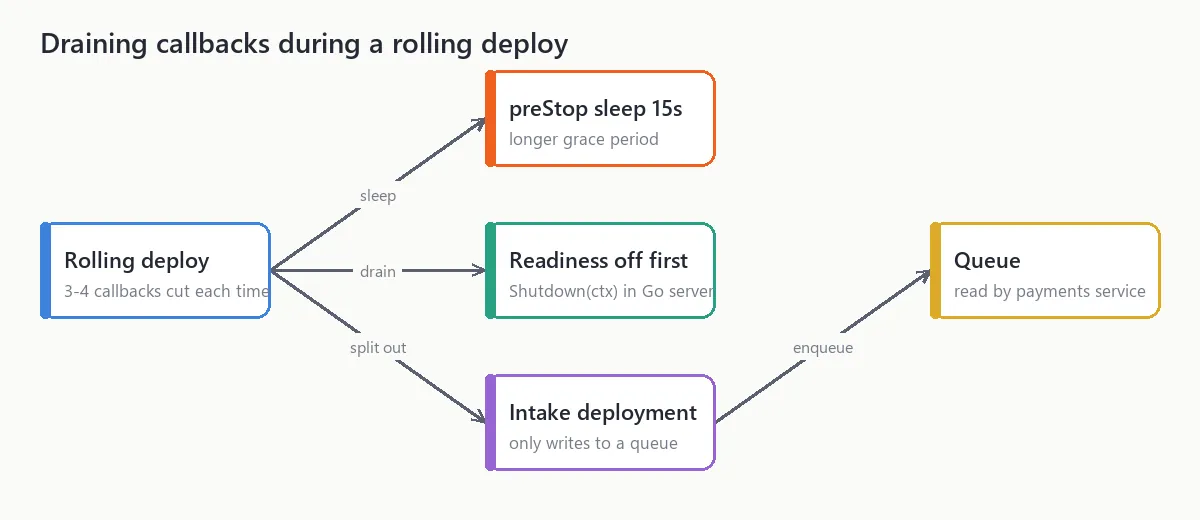 Draining callbacks during a rolling deploy
preStop sleep 15s
longer grace period
sleep
Rolling deploy
3-4 callbacks cut each time
drain
Readiness off first
Shutdown(ctx) in Go server
Queue
read by payments service
split out
enqueue
Intake deployment
only writes to a queue